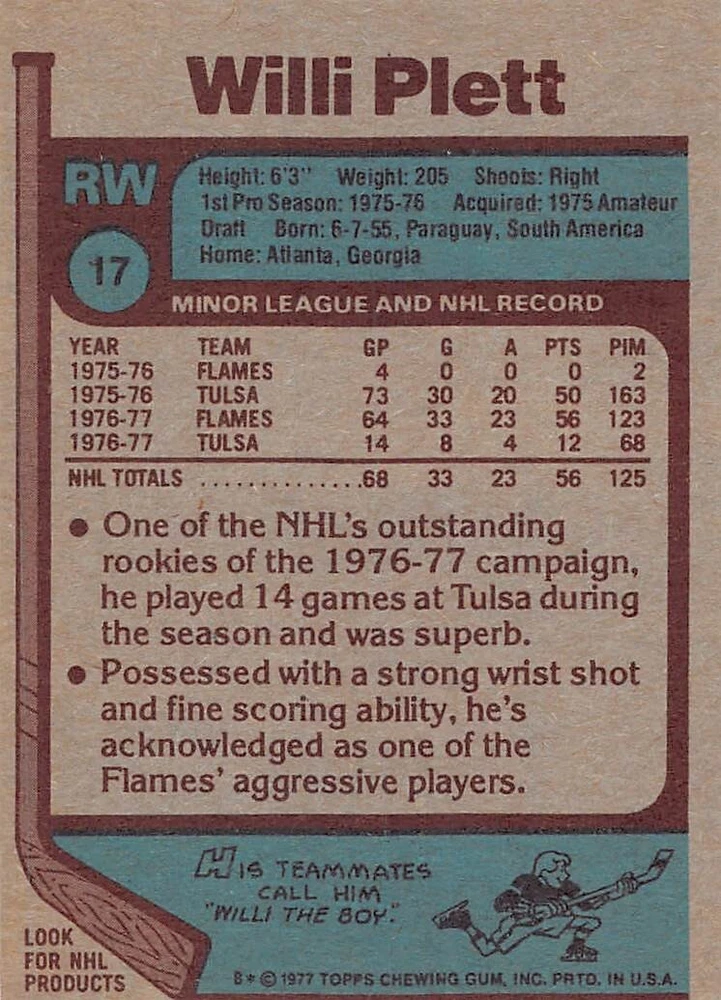 Willi Plett
RW
17
Height: 6'3" Weight: 205 Shoots: Right
1st Pro Season: 1975-76 Acquired: 1975 Amateur
Draft Born: 6-7-55, Paraguay, South America
Home: Atlanta, Georgia
MINOR LEAGUE AND NHL RECORD
YEAR TEAM GP G A PTS PIM
1975-76 FLAMES 4 0 0 0 2
1975-76 TULSA 73 30 20 50 163
1976-77 FLAMES 64 33 23 56 123
1976-77 TULSA 14 8 4 12 68
NHL TOTALS ..............68 33 23 56 125
● One of the NHL's outstanding
rookies of the 1976-77 campaign,
he played 14 games at Tulsa during
the season and was superb.
● Possessed with a strong wrist shot
and fine scoring ability, he's
acknowledged as one of the
Flames' aggressive players.
HIS TEAMMATES
CALL HIM
"WILLI THE BOY."
LOOK
FOR NHL
PRODUCTS
8* © 1977 TOPPS CHEWING GUM, INC. PRTD. IN U.S.A.